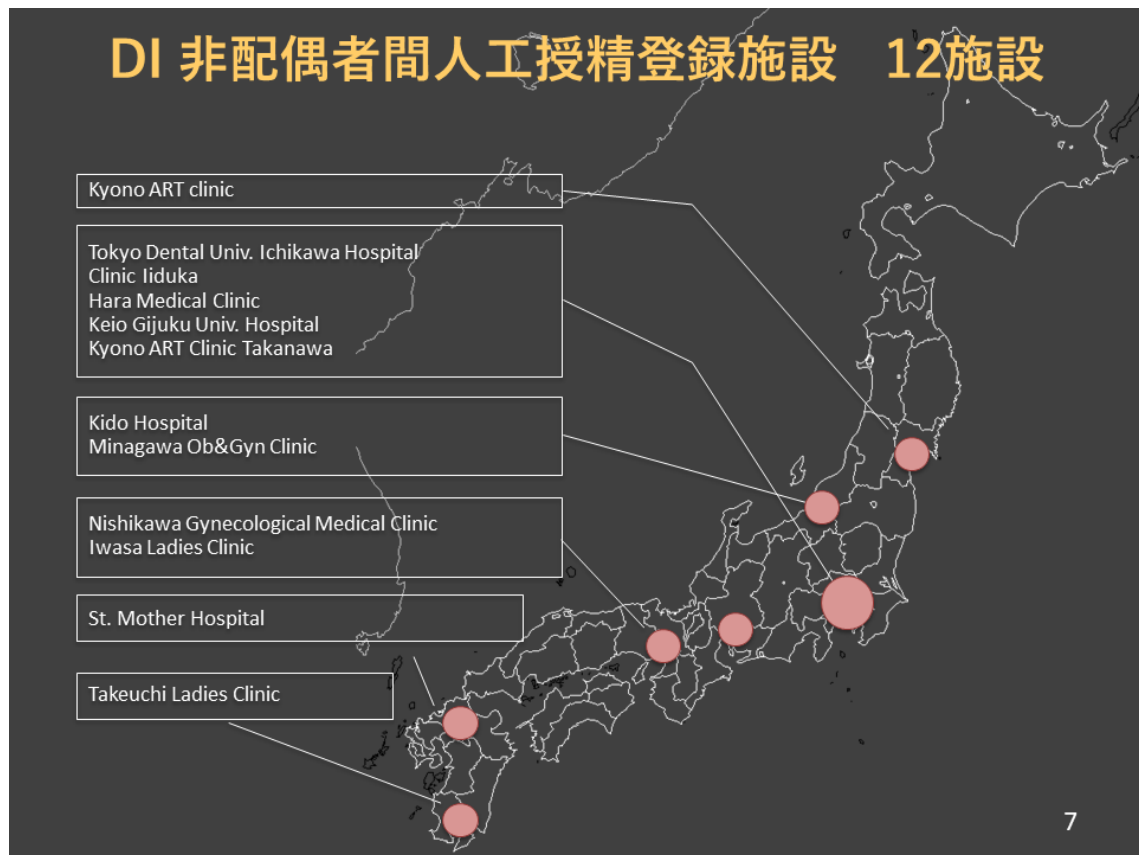 DI 非配偶者間人工授精登録施設　12施設
Kyono ART clinic
Tokyo Dental Univ. Ichikawa Hospital
Clinic Iiduka
Hara Medical Clinic
Keio Gijuku Univ. Hospital
Kyono ART Clinic Takanawa
Kido Hospital
Minagawa Ob&Gyn Clinic
Nishikawa Gynecological Medical Clinic
Iwasa Ladies Clinic
St. Mother Hospital
Takeuchi Ladies Clinic
7